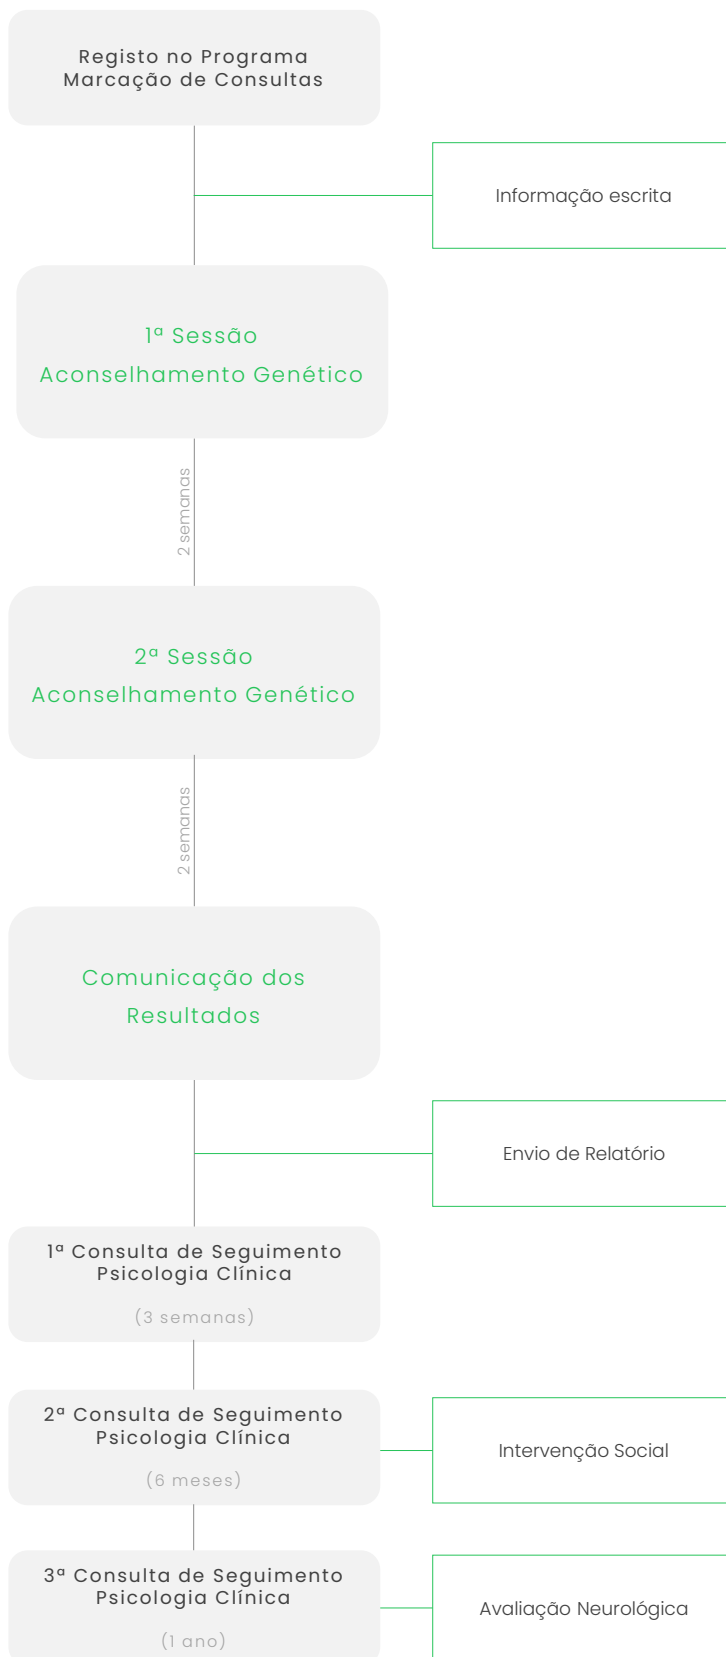 Registo no Programa
Marcação de Consultas
Informação escrita
1ª Sessão
Aconselhamento Genético
2 semanas
2ª Sessão
Aconselhamento Genético
2 semanas
Comunicação dos
Resultados
Envio de Relatório
1ª Consulta de Seguimento
Psicologia Clínica
(3 semanas)
2ª Consulta de Seguimento
Psicologia Clínica
(6 meses)
Intervenção Social
3ª Consulta de Seguimento
Psicologia Clínica
(1 ano)
Avaliação Neurológica